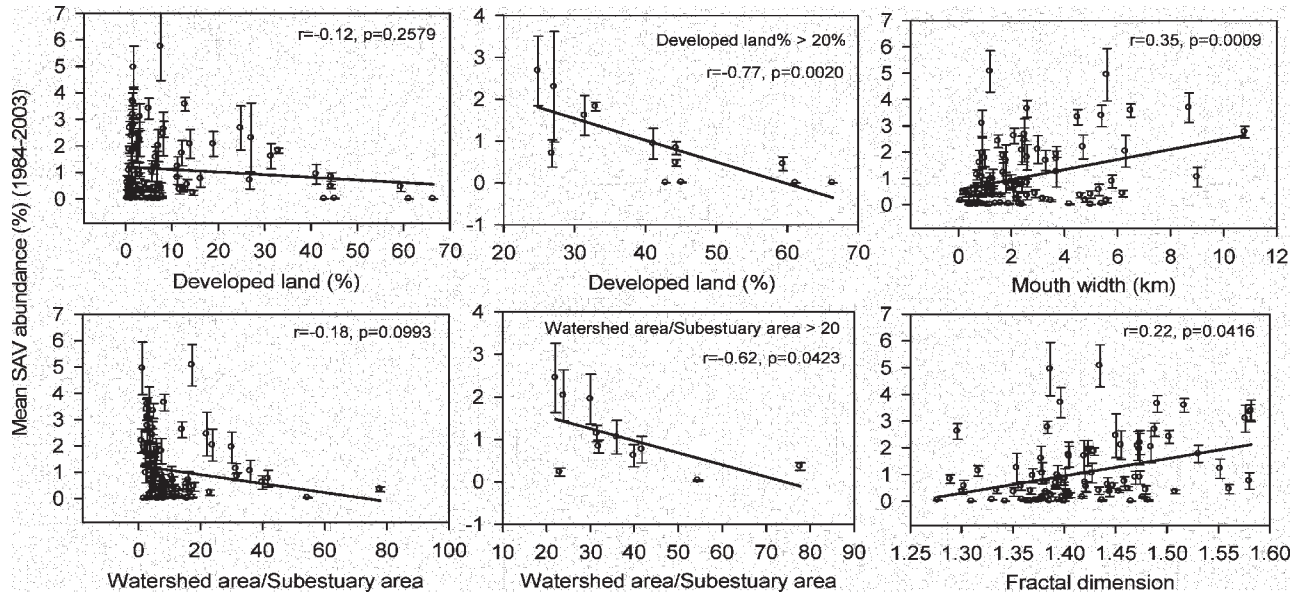 Mean SAV abundance (%) (1984-2003)
7
6
5
4
3
2
1
0
r=-0.12, p=0.2579
0 10 20 30 40 50 60 70
Developed land (%)
4
3
2
1
0
-1
Developed land% > 20%
r=-0.77, p=0.0020
20 30 40 50 60 70
Developed land (%)
7
6
5
4
3
2
1
0
r=0.35, p=0.0009
0 2 4 6 8 10 12
Mouth width (km)
7
6
5
4
3
2
1
0
r=-0.18, p=0.0993
0 20 40 60 80 100
Watershed area/Subestuary area
4
3
2
1
0
-1
Watershed area/Subestuary area > 20
r=-0.62, p=0.0423
10 20 30 40 50 60 70 80 90
Watershed area/Subestuary area
7
6
5
4
3
2
1
0
r=0.22, p=0.0416
1.25 1.30 1.35 1.40 1.45 1.50 1.55 1.60
Fractal dimension